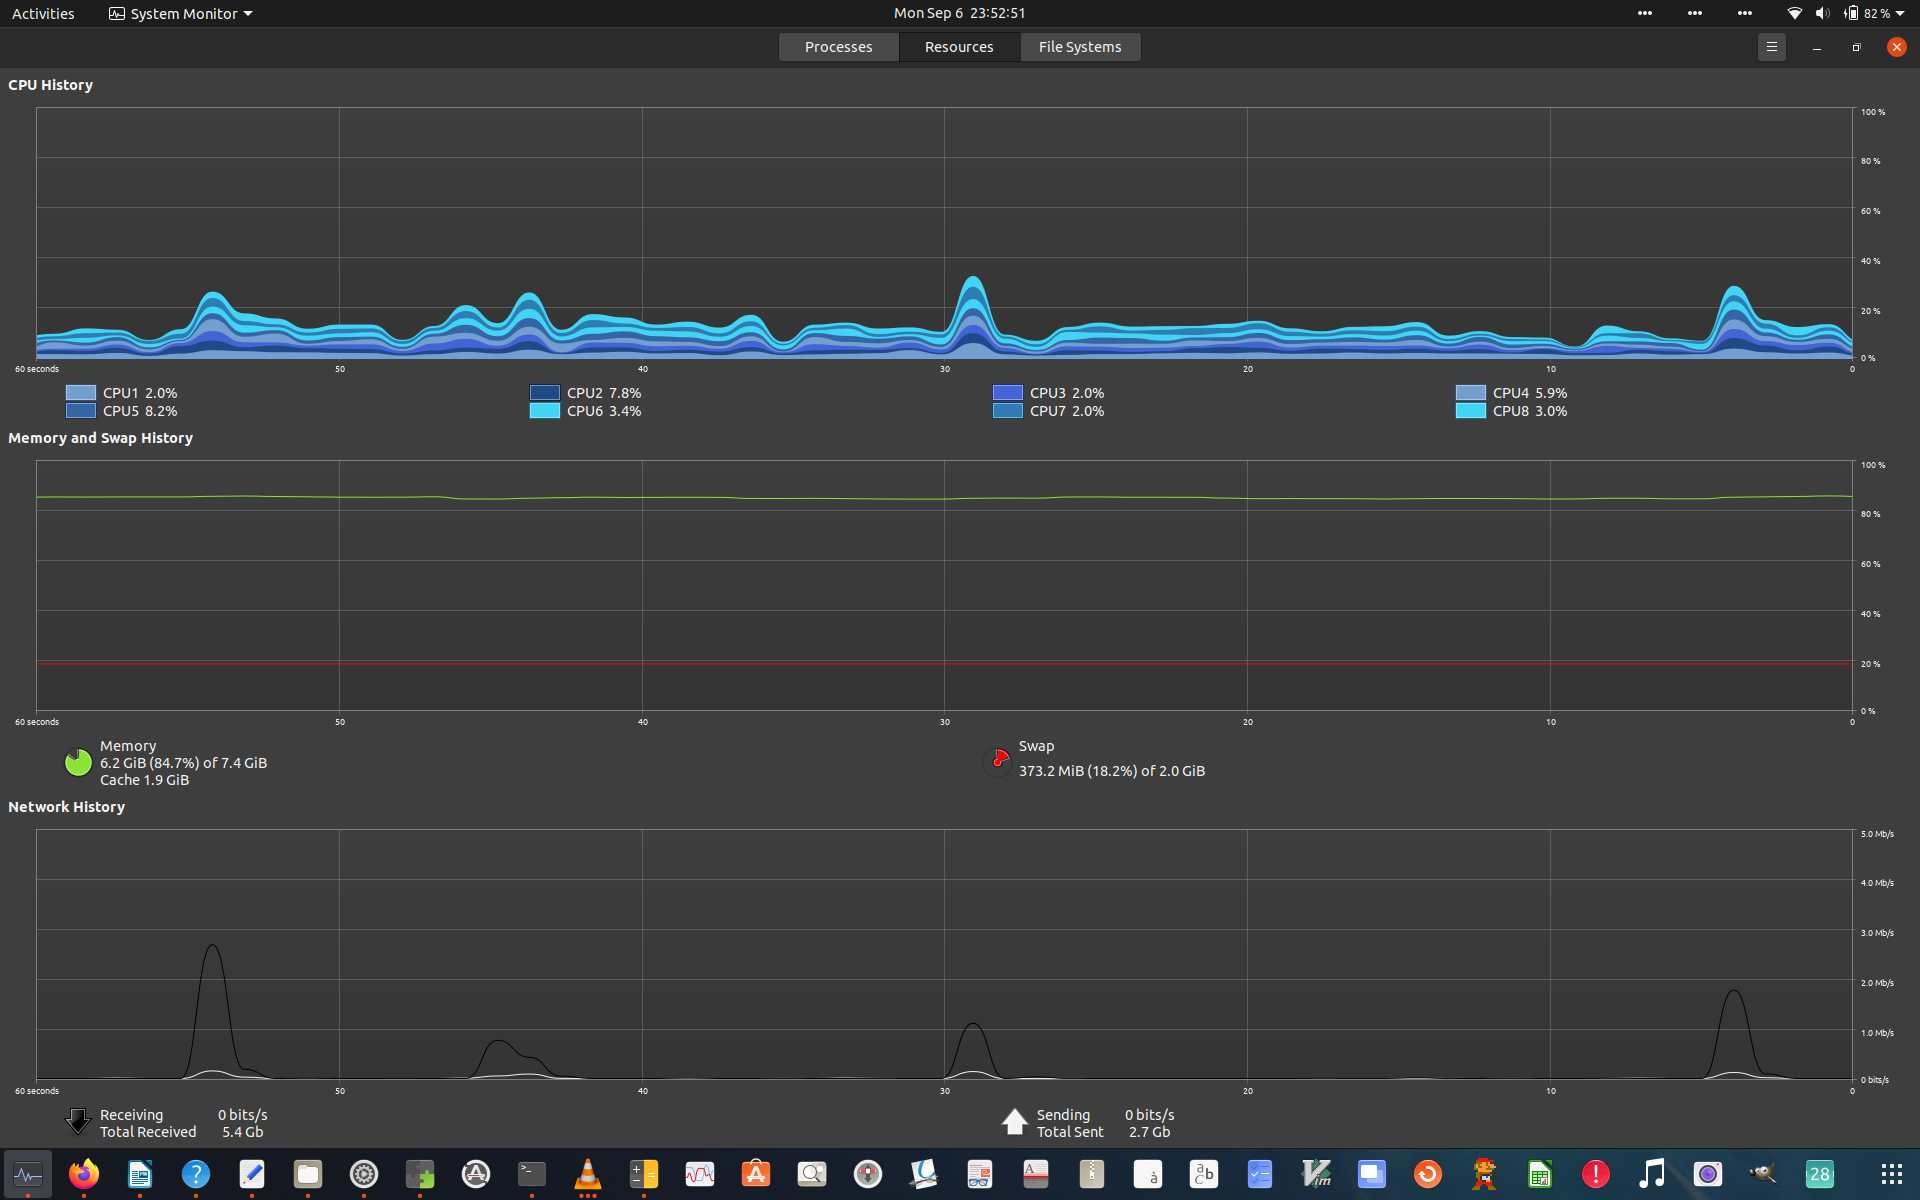 Activities System Monitor Mon Sep 6 23:52:51 82 %
Processes Resources File Systems
CPU History
100 %
80 %
60 %
40 %
20 %
0 %
60 seconds 50 40 30 20 10 0
CPU1 2.0% CPU2 7.8% CPU3 2.0% CPU4 5.9%
CPU5 8.2% CPU6 3.4% CPU7 2.0% CPU8 3.0%
Memory and Swap History
100 %
80 %
60 %
40 %
20 %
0 %
60 seconds 50 40 30 20 10 0
Memory
6.2 GiB (84.7%) of 7.4 GiB
Cache 1.9 GiB
Swap
373.2 MiB (18.2%) of 2.0 GiB
Network History
5.0 Mb/s
4.0 Mb/s
3.0 Mb/s
2.0 Mb/s
1.0 Mb/s
0 bits/s
60 seconds 50 40 30 20 10 0
Receiving 0 bits/s
Total Received 5.4 Gb
Sending 0 bits/s
Total Sent 2.7 Gb
? >_ A à a b c Vim ! 28